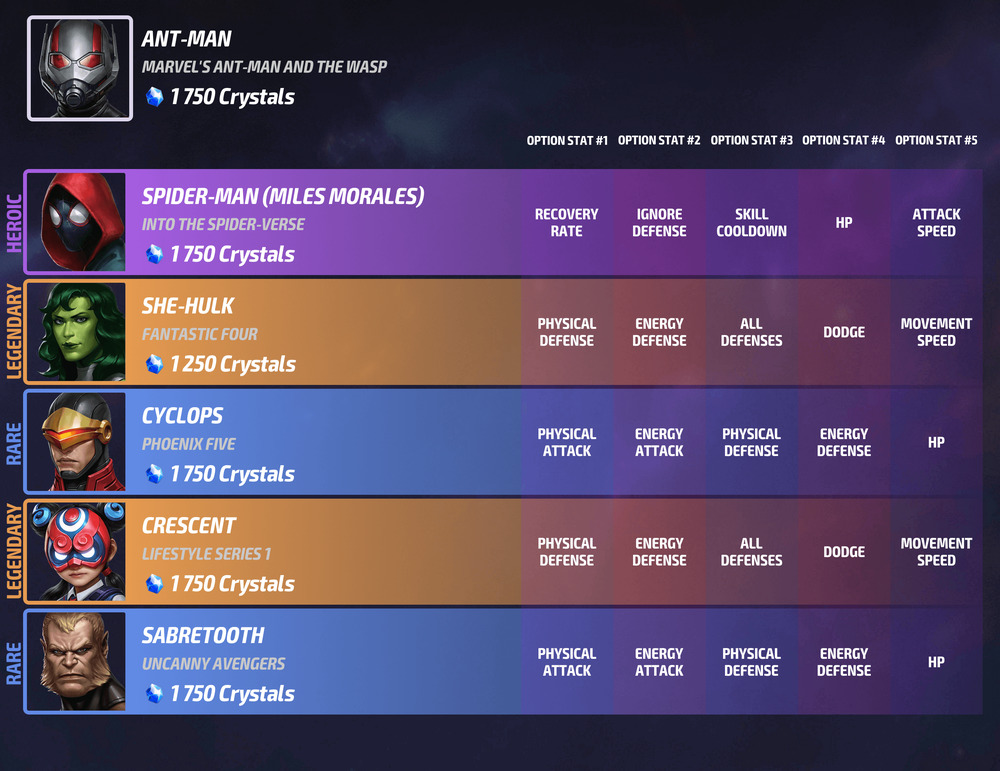 ANT-MAN
MARVEL'S ANT-MAN AND THE WASP
1 750 Crystals
OPTION STAT #1 OPTION STAT #2 OPTION STAT #3 OPTION STAT #4 OPTION STAT #5
HEROIC
SPIDER-MAN (MILES MORALES)
INTO THE SPIDER-VERSE
1 750 Crystals
RECOVERY
RATE
IGNORE
DEFENSE
SKILL
COOLDOWN
HP
ATTACK
SPEED
LEGENDARY
SHE-HULK
FANTASTIC FOUR
1 250 Crystals
PHYSICAL
DEFENSE
ENERGY
DEFENSE
ALL
DEFENSES
DODGE
MOVEMENT
SPEED
RARE
CYCLOPS
PHOENIX FIVE
1 750 Crystals
PHYSICAL
ATTACK
ENERGY
ATTACK
PHYSICAL
DEFENSE
ENERGY
DEFENSE
HP
LEGENDARY
CRESCENT
LIFESTYLE SERIES 1
1 750 Crystals
PHYSICAL
DEFENSE
ENERGY
DEFENSE
ALL
DEFENSES
DODGE
MOVEMENT
SPEED
RARE
SABRETOOTH
UNCANNY AVENGERS
1 750 Crystals
PHYSICAL
ATTACK
ENERGY
ATTACK
PHYSICAL
DEFENSE
ENERGY
DEFENSE
HP